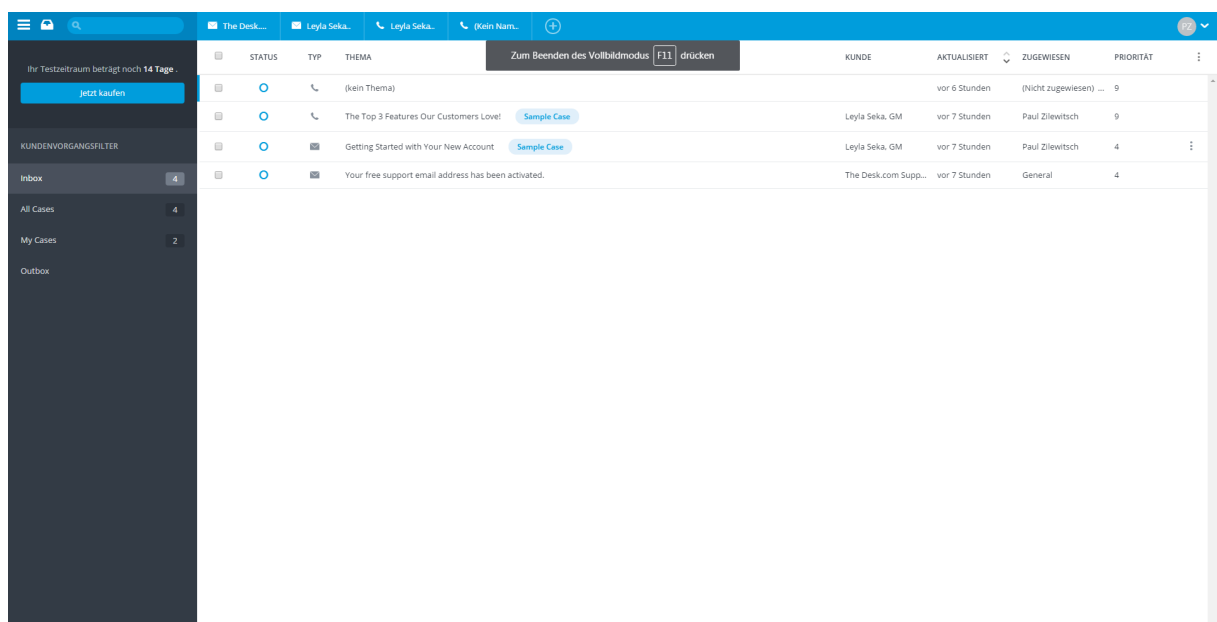 The Desk....
Leyla Seka..
Leyla Seka..
(Kein Nam..
PZ
Ihr Testzeitraum beträgt noch 14 Tage .
Jetzt kaufen
KUNDENVORGANGSFILTER
Inbox 4
All Cases 4
My Cases 2
Outbox
Zum Beenden des Vollbildmodus F11 drücken
STATUS TYP THEMA KUNDE AKTUALISIERT ZUGEWIESEN PRIORITÄT
(kein Thema) vor 6 Stunden (Nicht zugewiesen) ... 9
The Top 3 Features Our Customers Love! Sample Case Leyla Seka, GM vor 7 Stunden Paul Zilewitsch 9
Getting Started with Your New Account Sample Case Leyla Seka, GM vor 7 Stunden Paul Zilewitsch 4
Your free support email address has been activated. The Desk.com Supp... vor 7 Stunden General 4